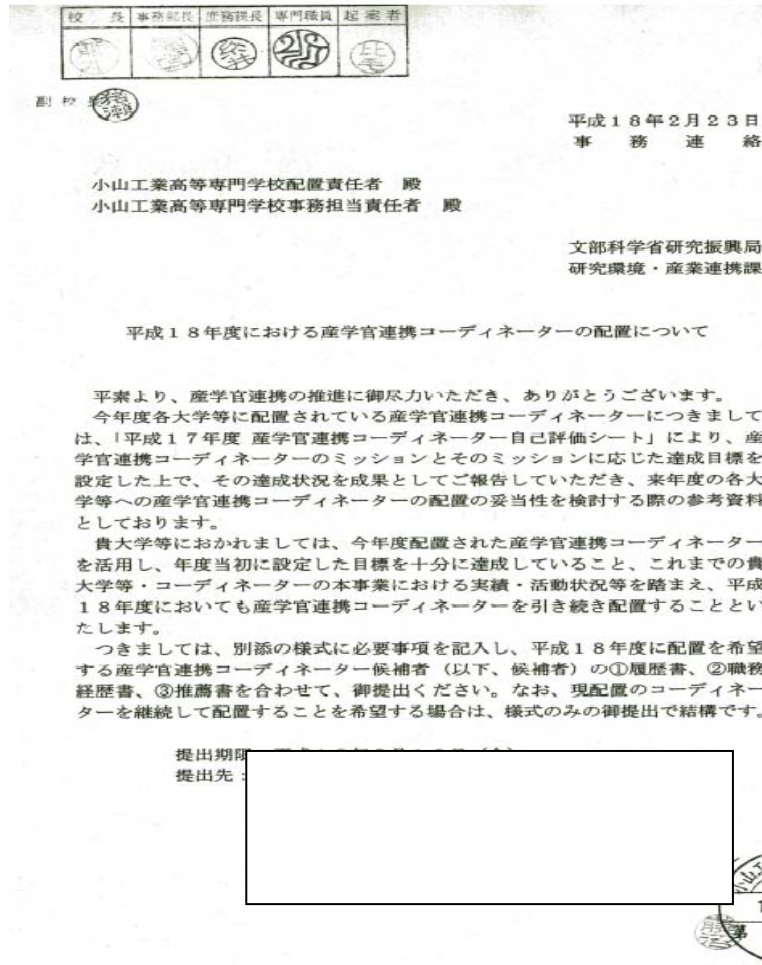 校長 事務部長 庶務課長 専門職員 起案者
副校長
平成18年2月23日
事務連絡
小山工業高等専門学校配置責任者 殿
小山工業高等専門学校事務担当責任者 殿
文部科学省研究振興局
研究環境・産業連携課
平成18年度における産学官連携コーディネーターの配置について
平素より、産学官連携の推進に御尽力いただき、ありがとうございます。
今年度各大学等に配置されている産学官連携コーディネーターにつきまして
は、「平成17年度 産学官連携コーディネーター自己評価シート」により、産
学官連携コーディネーターのミッションとそのミッションに応じた達成目標を
設定した上で、その達成状況を成果としてご報告していただき、来年度の各大
学等への産学官連携コーディネーターの配置の妥当性を検討する際の参考資料
としております。
貴大学等におかれましては、今年度配置された産学官連携コーディネーター
を活用し、年度当初に設定した目標を十分に達成していること、これまでの貴
大学等・コーディネーターの本事業における実績・活動状況等を踏まえ、平成
18年度においても産学官連携コーディネーターを引き続き配置することとい
たします。
つきましては、別添の様式に必要事項を記入し、平成18年度に配置を希望
する産学官連携コーディネーター候補者（以下、候補者）の①履歴書、②職務
経歴書、③推薦書を合わせて、御提出ください。なお、現配置のコーディネー
ターを継続して配置することを希望する場合は、様式のみの御提出で結構です。
提出期限
提出先：
小山工
第